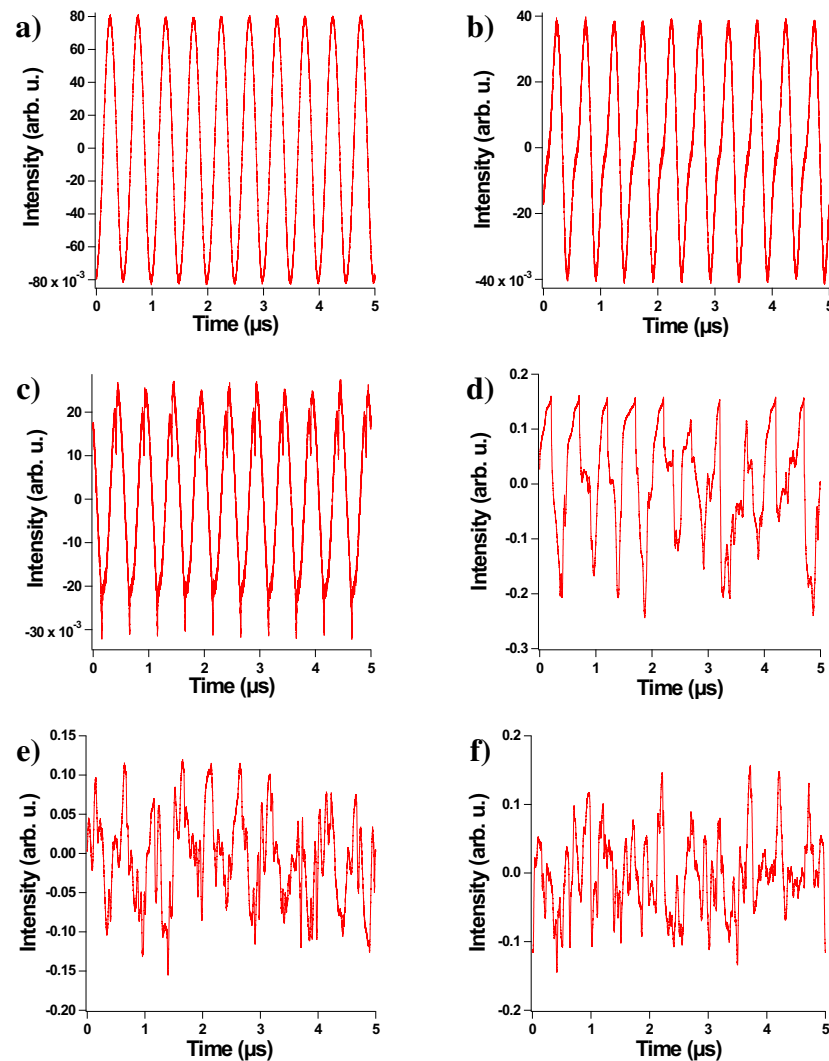 a)
80
60
40
20
0
-20
-40
-60
-80 x 10⁻³
Intensity (arb. u.)
0 1 2 3 4 5
Time (µs)
b)
40
20
0
-20
-40 x 10⁻³
Intensity (arb. u.)
0 1 2 3 4 5
Time (µs)
c)
20
10
0
-10
-20
-30 x 10⁻³
Intensity (arb. u.)
0 1 2 3 4 5
Time (µs)
d)
0.2
0.1
0.0
-0.1
-0.2
-0.3
Intensity (arb. u.)
0 1 2 3 4 5
Time (µs)
e)
0.15
0.10
0.05
0.00
-0.05
-0.10
-0.15
-0.20
Intensity (arb. u.)
0 1 2 3 4 5
Time (µs)
f)
0.2
0.1
0.0
-0.1
-0.2
Intensity (arb. u.)
0 1 2 3 4 5
Time (µs)